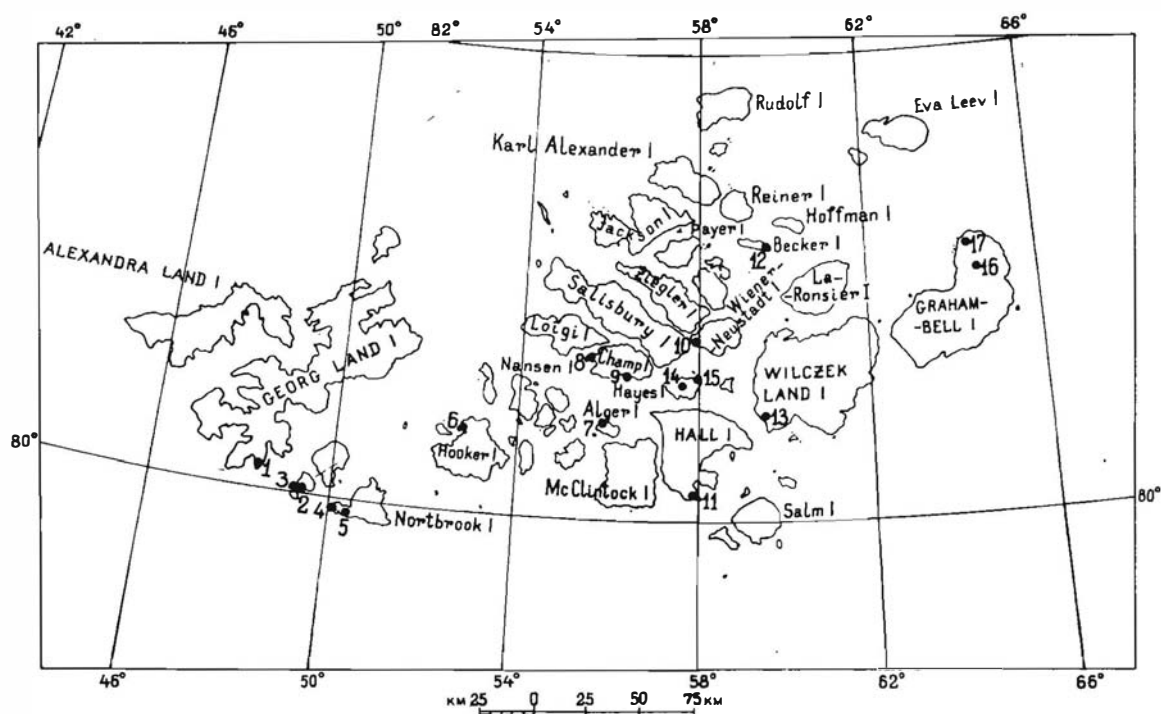 42° 46° 50° 82° 54° 58° 62° 66°
Rudolf I
Eva Leev I
Karl Alexander I
Reiner I
Hoffman I
Jackson I
Payer I
Becker I
12
17
16
ALEXANDRA LAND I
Ziegler I
Wiener-
Neustadt I
La-
Ronsier I
GRAHAM-
-BELL I
Salisbury I
Loigi I
10
GEORG LAND I
Nansen I
8
Champ I
9
14
15
Hayes I
WILCZEK
LAND I
13
Alger I
7.
80°
6
Hooker I
HALL I
1
3
2
McClintock I
11
80°
4
5
Nortbrook I
Salm I
46° 50° 54° 58° 62° 66°
КМ 25 0 25 50 75 КМ